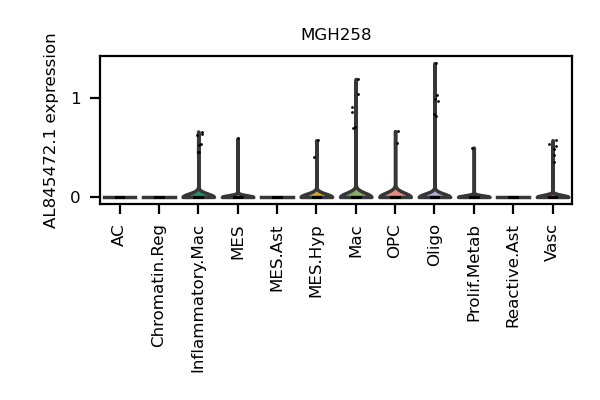 MGH258
AL845472.1 expression
1
0
AC
Chromatin.Reg
Inflammatory.Mac
MES
MES.Ast
MES.Hyp
Mac
OPC
Oligo
Prolif.Metab
Reactive.Ast
Vasc